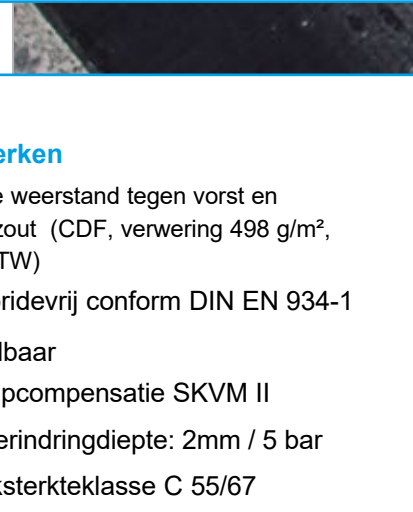 erken
e weerstand tegen vorst en
zout (CDF, verwering 498 g/m²,
TW)
ridevrij conform DIN EN 934-1
lbaar
pcompensatie SKVM II
erindringdiepte: 2mm / 5 bar
ksterkteklasse C 55/67